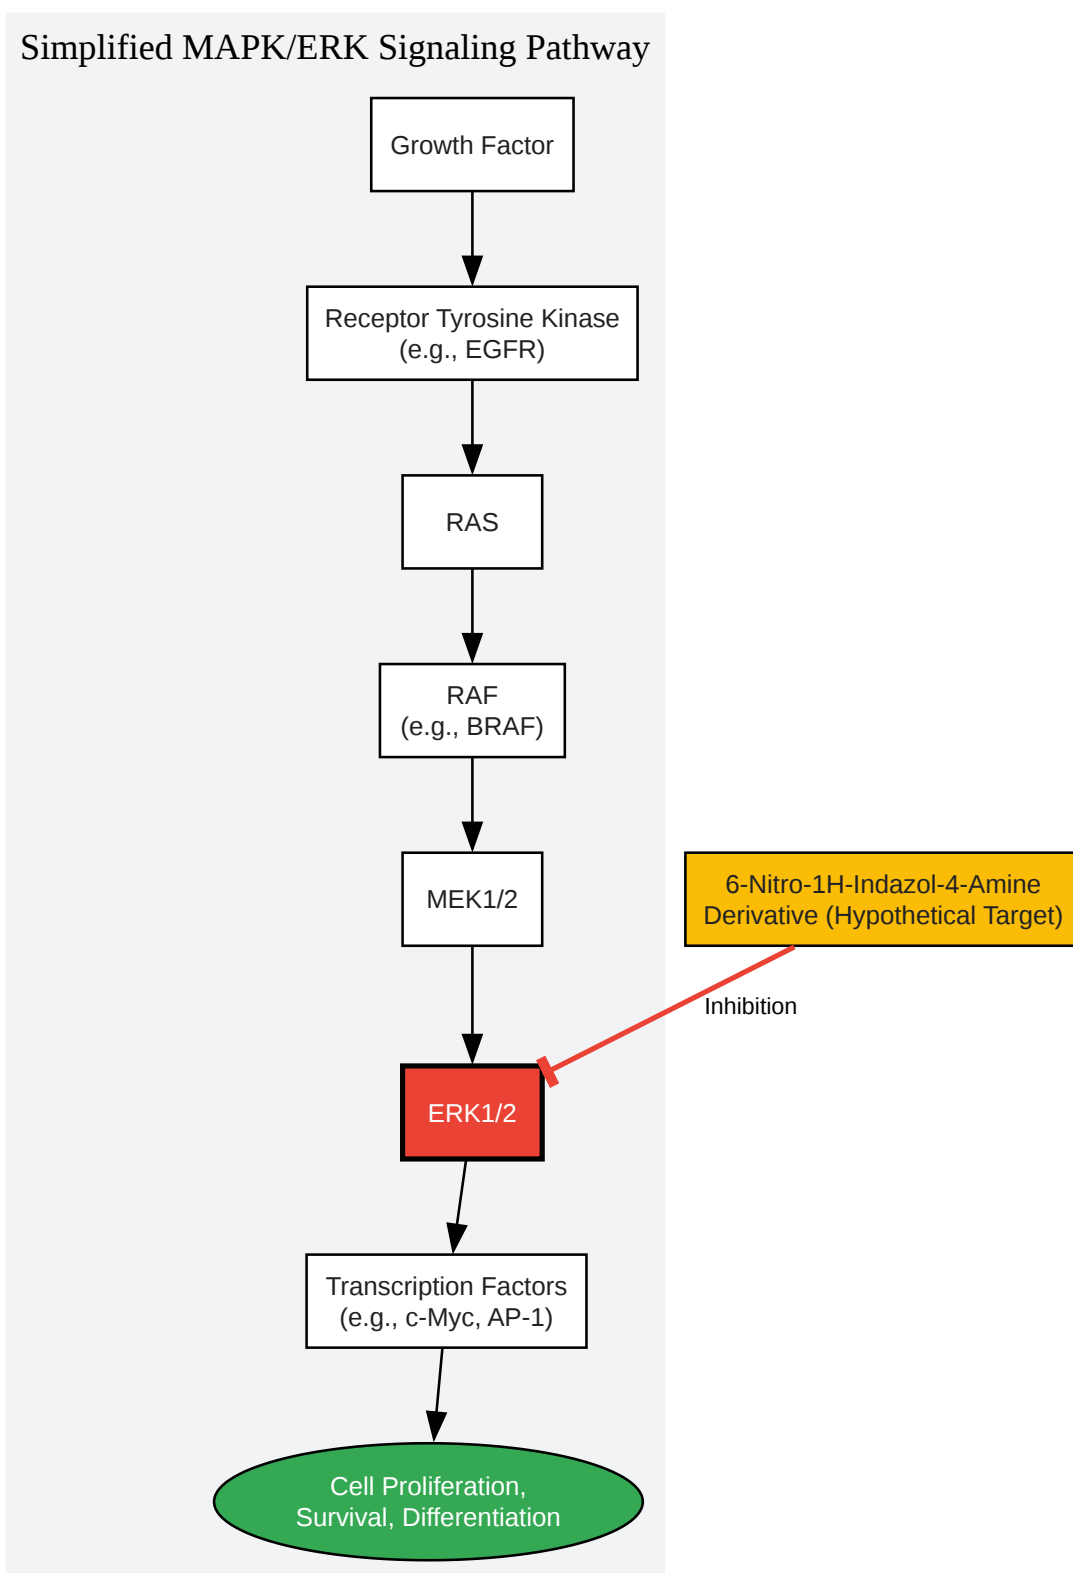 Simplified MAPK/ERK Signaling Pathway
Growth Factor
Receptor Tyrosine Kinase
(e.g., EGFR)
RAS
RAF
(e.g., BRAF)
MEK1/2
6-Nitro-1H-Indazol-4-Amine
Derivative (Hypothetical Target)
Inhibition
ERK1/2
Transcription Factors
(e.g., c-Myc, AP-1)
Cell Proliferation,
Survival, Differentiation